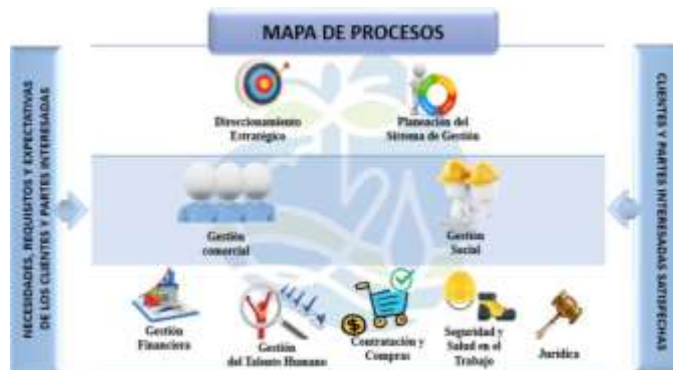 MAPA DE PROCESOS
NECESIDADES, REQUISITOS Y EXPECTATIVAS
DE LOS CLIENTES Y PARTES INTERESADAS
Direccionamiento
Estratégico
Planeación del
Sistema de Gestión
Gestión
comercial
Gestión
Social
Gestión
Financiera
Gestión
del Talento Humano
Contratación y
Compras
Seguridad y
Salud en el
Trabajo
Jurídica
CLIENTES Y PARTES INTERESADAS SATISFECHAS